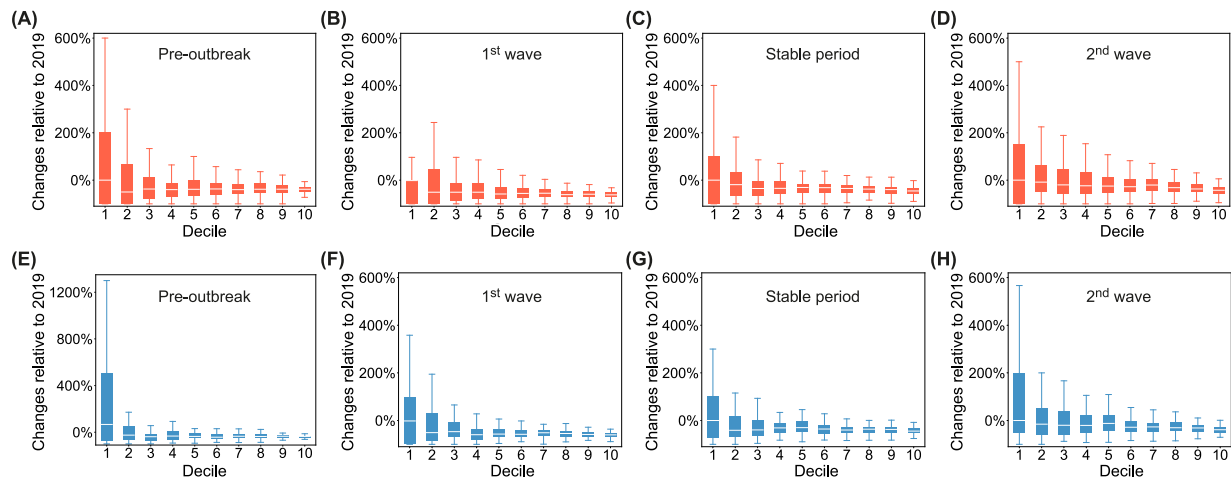 (A)
Changes relative to 2019
600%
400%
200%
0%
Pre-outbreak
1 2 3 4 5 6 7 8 9 10
Decile
(B)
Changes relative to 2019
600%
400%
200%
0%
1st wave
1 2 3 4 5 6 7 8 9 10
Decile
(C)
Changes relative to 2019
600%
400%
200%
0%
Stable period
1 2 3 4 5 6 7 8 9 10
Decile
(D)
Changes relative to 2019
600%
400%
200%
0%
2nd wave
1 2 3 4 5 6 7 8 9 10
Decile
(E)
Changes relative to 2019
1200%
800%
400%
0%
Pre-outbreak
1 2 3 4 5 6 7 8 9 10
Decile
(F)
Changes relative to 2019
600%
400%
200%
0%
1st wave
1 2 3 4 5 6 7 8 9 10
Decile
(G)
Changes relative to 2019
600%
400%
200%
0%
Stable period
1 2 3 4 5 6 7 8 9 10
Decile
(H)
Changes relative to 2019
600%
400%
200%
0%
2nd wave
1 2 3 4 5 6 7 8 9 10
Decile